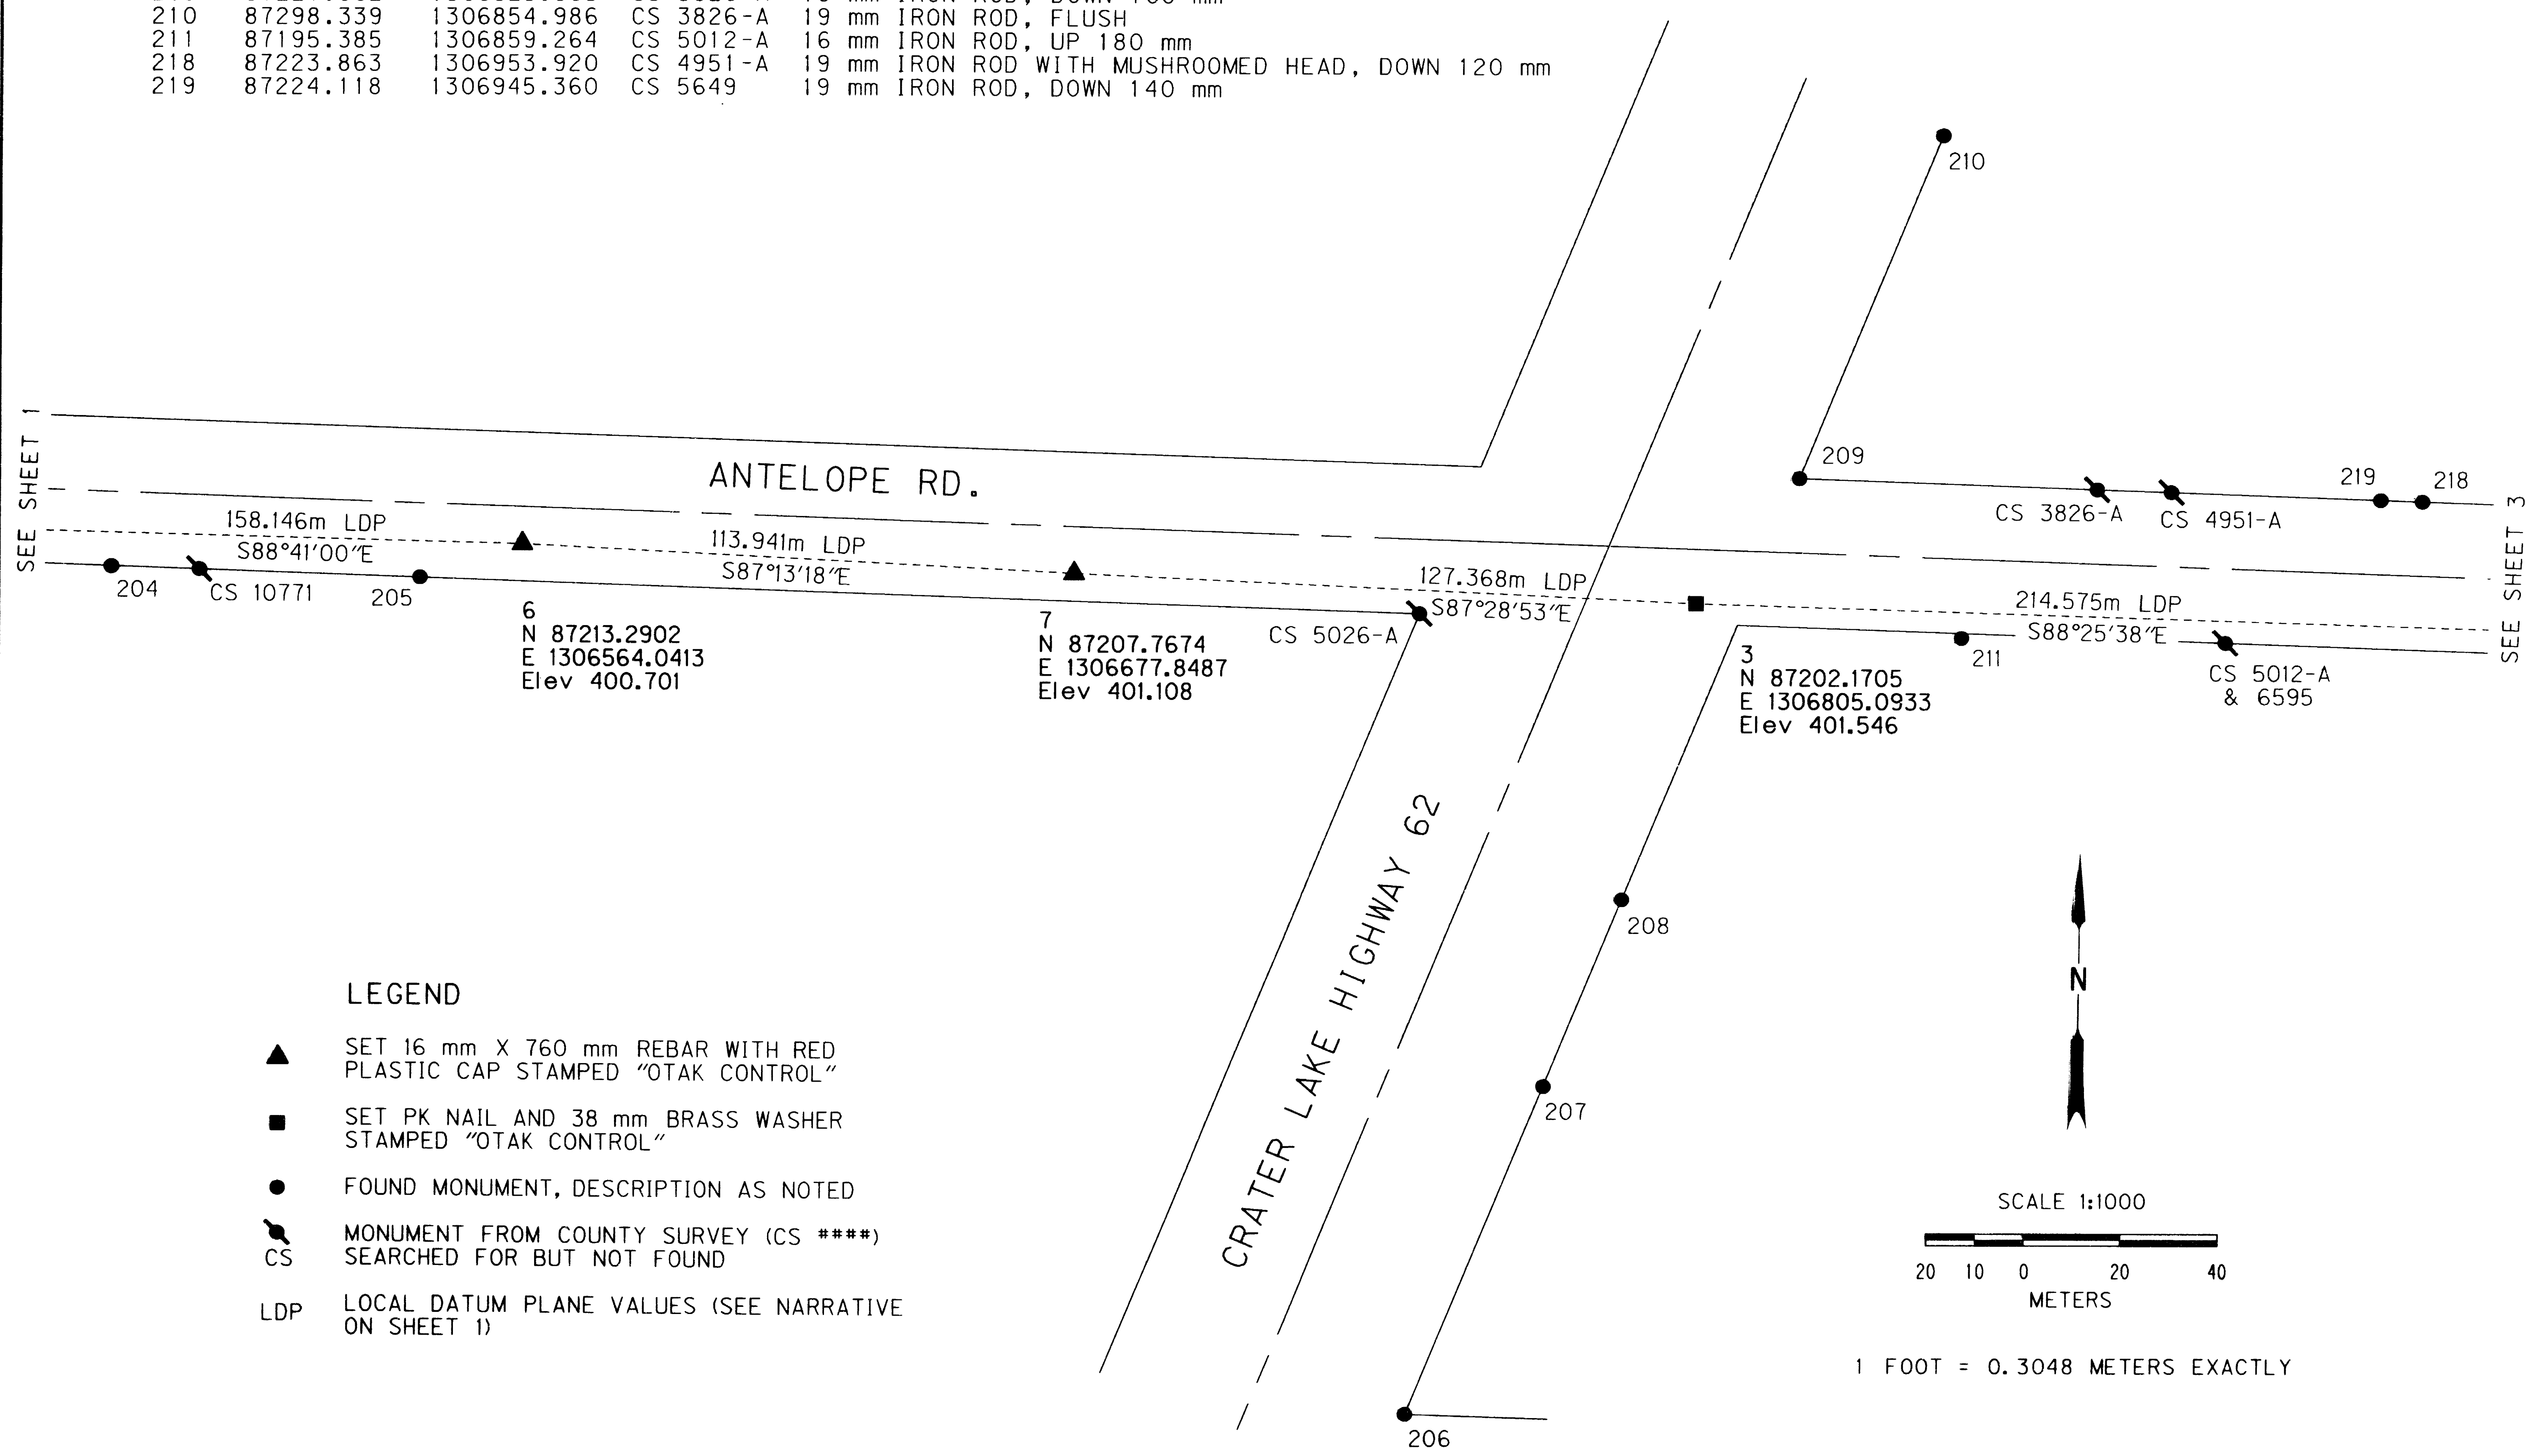 210 87298.339 1306854.986 CS 3826-A 19 mm IRON ROD, FLUSH
211 87195.385 1306859.264 CS 5012-A 16 mm IRON ROD, UP 180 mm
218 87223.863 1306953.920 CS 4951-A 19 mm IRON ROD WITH MUSHROOMED HEAD, DOWN 120 mm
219 87224.118 1306945.360 CS 5649 19 mm IRON ROD, DOWN 140 mm
210
SEE SHEET 1
ANTELOPE RD.
209
219
218
CS 3826-A
CS 4951-A
SEE SHEET 3
158.146m LDP
S88°41'00"E
113.941m LDP
S87°13'18"E
127.368m LDP
S87°28'53"E
214.575m LDP
S88°25'38"E
204
CS 10771
205
CS 5026-A
211
CS 5012-A
& 6595
6
N 87213.2902
E 1306564.0413
Elev 400.701
7
N 87207.7674
E 1306677.8487
Elev 401.108
3
N 87202.1705
E 1306805.0933
Elev 401.546
CRATER LAKE HIGHWAY 62
208
207
206
LEGEND
SET 16 mm X 760 mm REBAR WITH RED
PLASTIC CAP STAMPED "OTAK CONTROL"
SET PK NAIL AND 38 mm BRASS WASHER
STAMPED "OTAK CONTROL"
FOUND MONUMENT, DESCRIPTION AS NOTED
MONUMENT FROM COUNTY SURVEY (CS ####)
CS SEARCHED FOR BUT NOT FOUND
LDP LOCAL DATUM PLANE VALUES (SEE NARRATIVE
ON SHEET 1)
N
SCALE 1:1000
20 10 0 20 40
METERS
1 FOOT = 0.3048 METERS EXACTLY